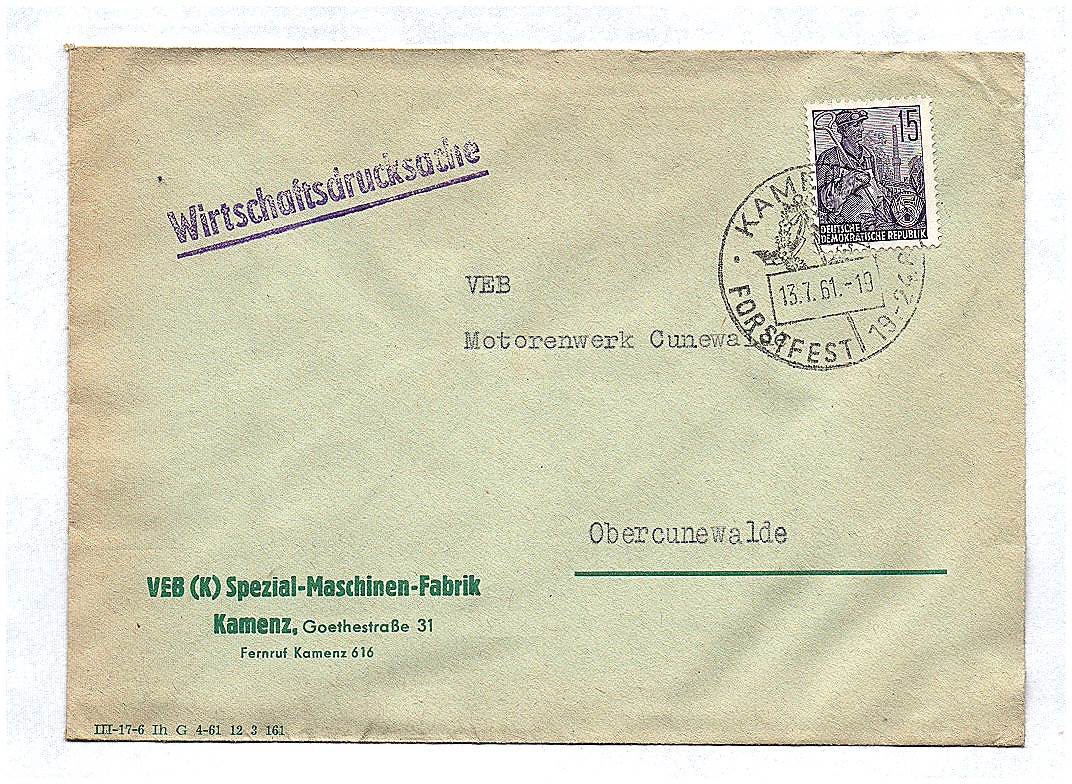 Wirtschaftsdrucksache
15
DEUTSCHE
DEMOKRATISCHE REPUBLIK
13.7.61.-19
FORSTFEST
VEB
Motorenwerk Cunewalde
Obercunewalde
VEB (K) Spezial-Maschinen-Fabrik
Kamenz, Goethestraße 31
Fernruf Kamenz 616
III-17-6 Ih G 4-61 12 3 161